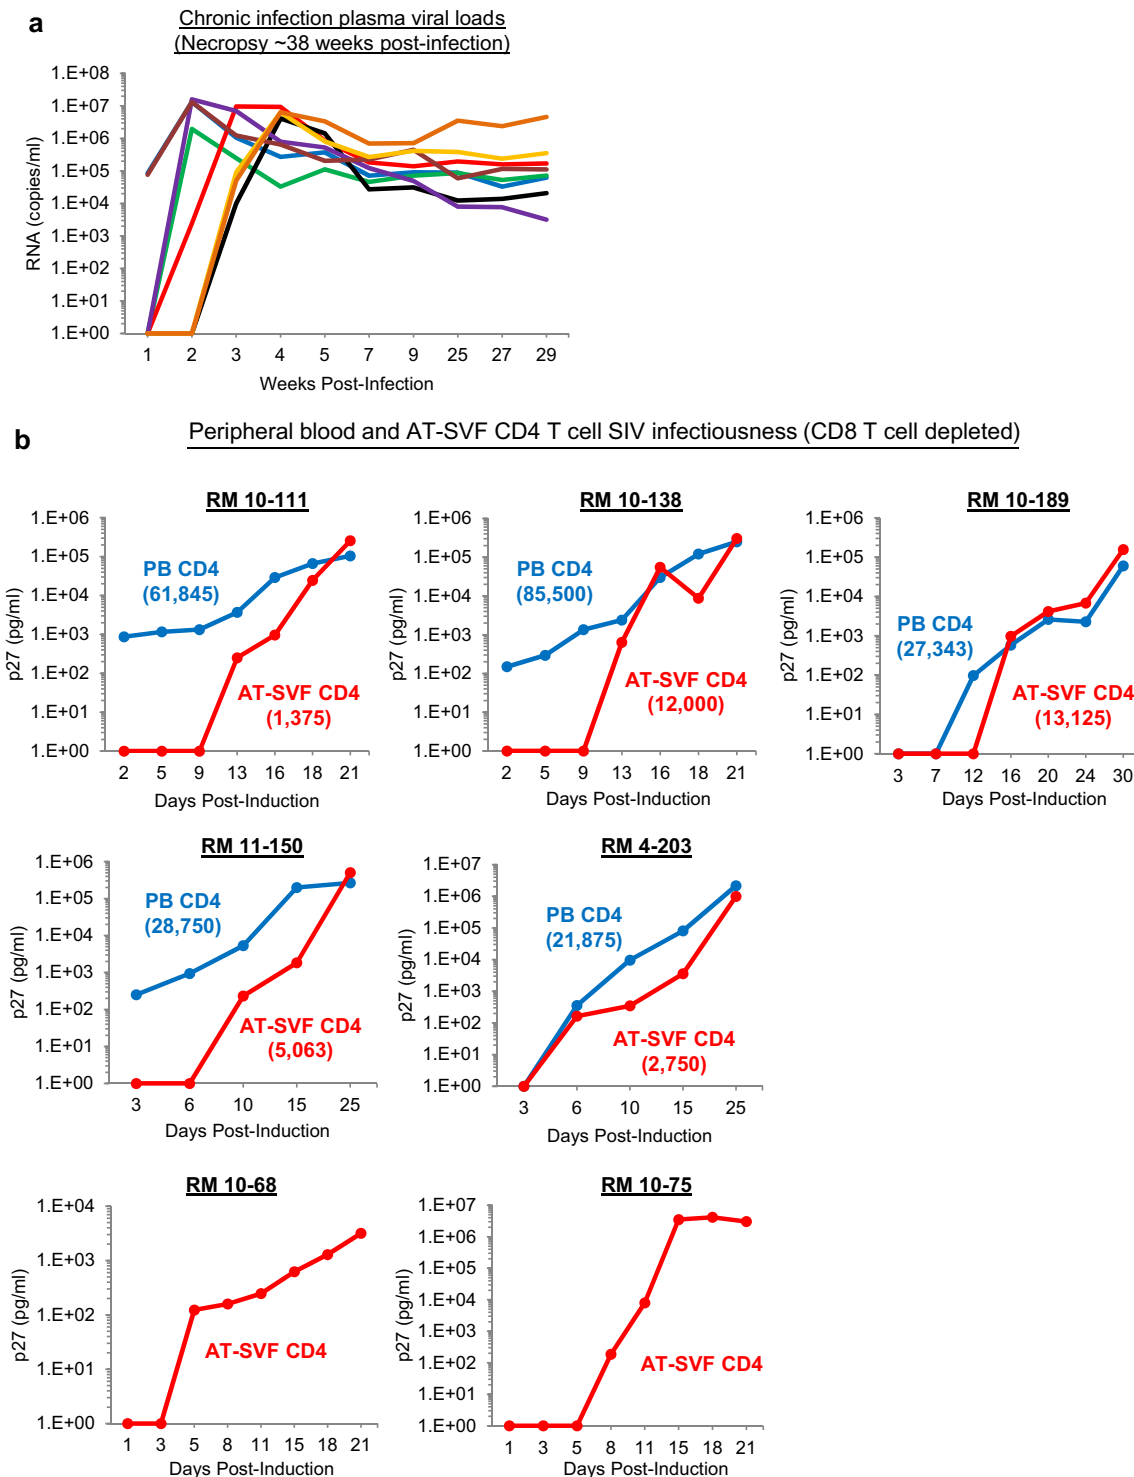 a
Chronic infection plasma viral loads
(Necropsy ~38 weeks post-infection)
1.E+08
1.E+07
1.E+06
1.E+05
1.E+04
1.E+03
1.E+02
1.E+01
1.E+00
RNA (copies/ml)
1 2 3 4 5 7 9 25 27 29
Weeks Post-Infection
b
Peripheral blood and AT-SVF CD4 T cell SIV infectiousness (CD8 T cell depleted)
RM 10-111
1.E+06
1.E+05
1.E+04
1.E+03
1.E+02
1.E+01
1.E+00
p27 (pg/ml)
PB CD4
(61,845)
AT-SVF CD4
(1,375)
2 5 9 13 16 18 21
Days Post-Induction
RM 10-138
1.E+06
1.E+05
1.E+04
1.E+03
1.E+02
1.E+01
1.E+00
p27 (pg/ml)
PB CD4
(85,500)
AT-SVF CD4
(12,000)
2 5 9 13 16 18 21
Days Post-Induction
RM 10-189
1.E+06
1.E+05
1.E+04
1.E+03
1.E+02
1.E+01
1.E+00
p27 (pg/ml)
PB CD4
(27,343)
AT-SVF CD4
(13,125)
3 7 12 16 20 24 30
Days Post-Induction
RM 11-150
1.E+06
1.E+05
1.E+04
1.E+03
1.E+02
1.E+01
1.E+00
p27 (pg/ml)
PB CD4
(28,750)
AT-SVF CD4
(5,063)
3 6 10 15 25
Days Post-Induction
RM 4-203
1.E+07
1.E+06
1.E+05
1.E+04
1.E+03
1.E+02
1.E+01
1.E+00
p27 (pg/ml)
PB CD4
(21,875)
AT-SVF CD4
(2,750)
3 6 10 15 25
Days Post-Induction
RM 10-68
1.E+04
1.E+03
1.E+02
1.E+01
1.E+00
p27 (pg/ml)
AT-SVF CD4
1 3 5 8 11 15 18 21
Days Post-Induction
RM 10-75
1.E+07
1.E+06
1.E+05
1.E+04
1.E+03
1.E+02
1.E+01
1.E+00
p27 (pg/ml)
AT-SVF CD4
1 3 5 8 11 15 18 21
Days Post-Induction